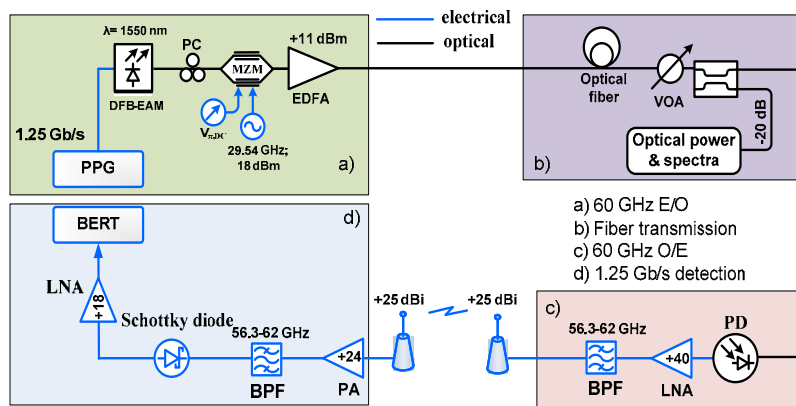 electrical
optical
λ= 1550 nm
PC
+11 dBm
MZM
DFB-EAM
EDFA
1.25 Gb/s
PPG
Vπ,DC
29.54 GHz;
18 dBm
a)
Optical
fiber
VOA
-20 dB
Optical power
& spectra
b)
a) 60 GHz E/O
b) Fiber transmission
c) 60 GHz O/E
d) 1.25 Gb/s detection
d)
BERT
LNA
+18
Schottky diode
56.3-62 GHz
BPF
+24
PA
+25 dBi
+25 dBi
c)
56.3-62 GHz
BPF
+40
LNA
PD